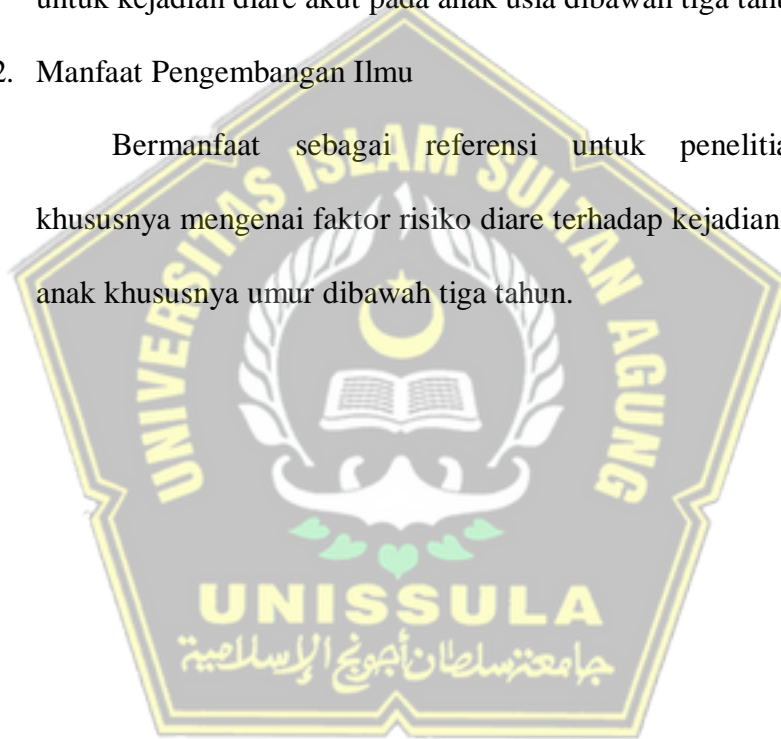 untuk kejadian diare akut pada anak usia dibawah tiga
2. Manfaat Pengembangan Ilmu
Bermanfaat sebagai referensi untuk
khususnya mengenai faktor risiko diare terhadap kejadian
anak khususnya umur dibawah tiga tahun.
UNIVERSITAS ISLAM SULTAN AGUNG
UNISSULA
جامعة سلطان أجونج الإسلامية